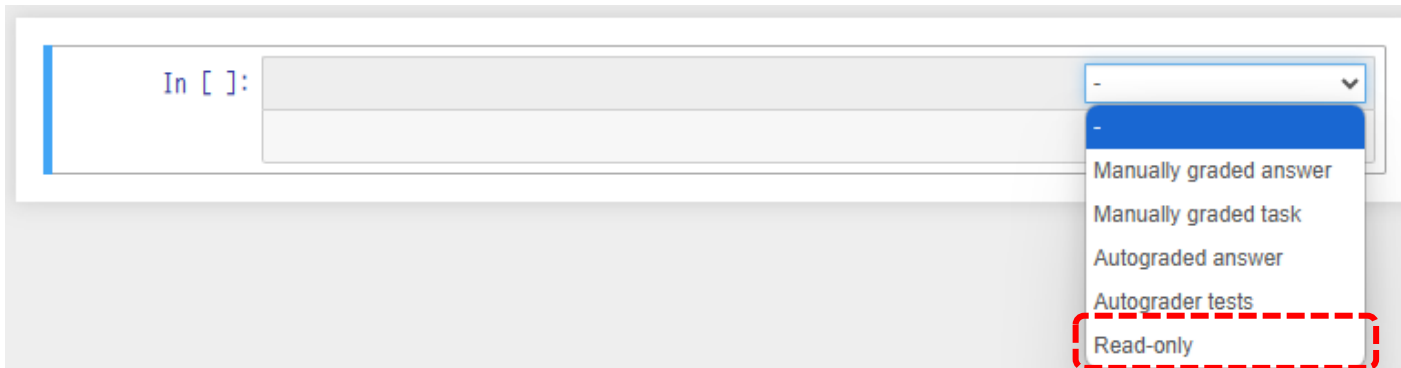 In [ ]:
-
-
Manually graded answer
Manually graded task
Autograded answer
Autograder tests
Read-only